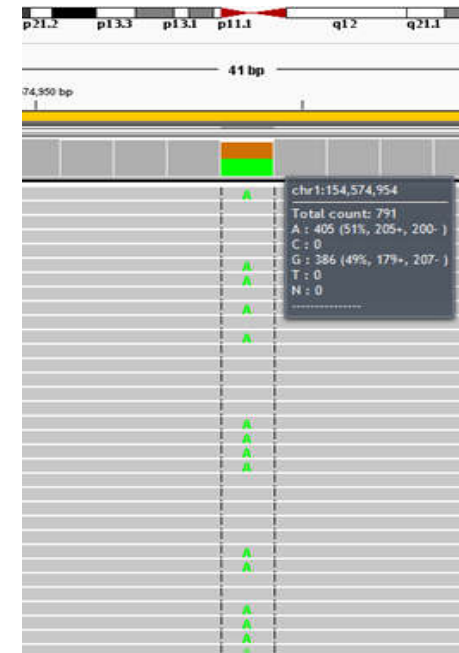 p21.2 p13.3 p13.1 p11.1 q12 q21.1
41 bp
74,950 bp
chr1:154,574,954
Total count: 791
A : 405 (51%, 205+, 200- )
C : 0
G : 386 (49%, 179+, 207- )
T : 0
N : 0
---------------
A
A
A
A
A
A
A
A
A
A
A
A
A
A